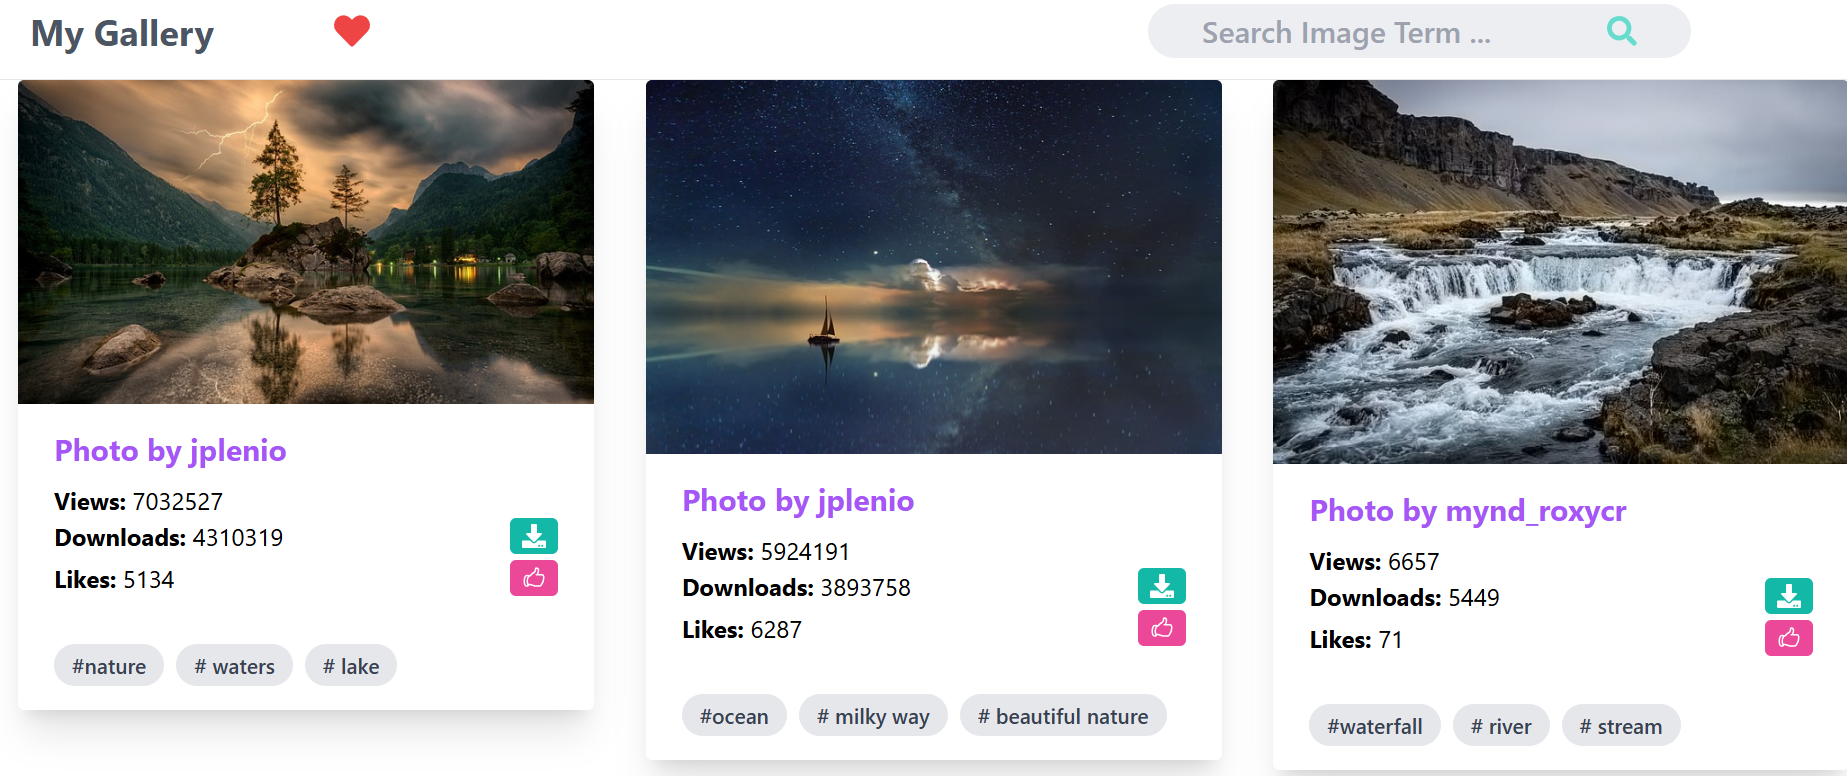 My Gallery
Search Image Term ...
Photo by jplenio
Views: 7032527
Downloads: 4310319
Likes: 5134
#nature # waters # lake
Photo by jplenio
Views: 5924191
Downloads: 3893758
Likes: 6287
#ocean # milky way # beautiful nature
Photo by mynd_roxycr
Views: 6657
Downloads: 5449
Likes: 71
#waterfall # river # stream